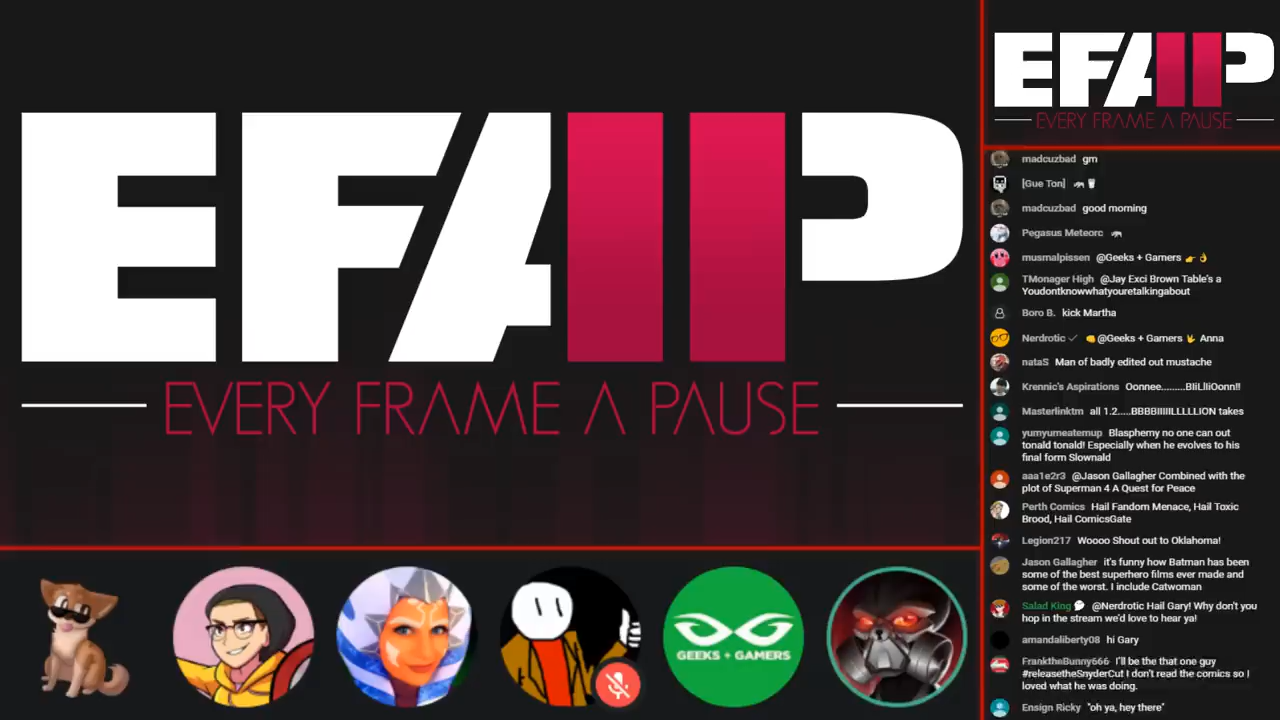 EFAP
EVERY FRAME A PAUSE
GEEKS + GAMERS
EFAP
EVERY FRAME A PAUSE
madcuzbad gm
[Gue Ton]
madcuzbad good morning
Pegasus Meteorc
musmalpissen @Geeks + Gamers 👉 👌
TMonager High @Jay Exci Brown Table's a
Youdontknowwhatyouretalkingabout
Boro B. kick Martha
Nerdrotic ✓ 👊@Geeks + Gamers 🤟 Anna
nataS Man of badly edited out mustache
Krennic's Aspirations Oonnee.........BIiLlIiOonn!!
Masterlinktm all 1.2.....BBBBIIIIIILLLLLLION takes
yumyumeatemup Blasphemy no one can out
tonald tonald! Especially when he evolves to his
final form Slownald
aaa1e2r3 @Jason Gallagher Combined with the
plot of Superman 4 A Quest for Peace
Perth Comics Hail Fandom Menace, Hail Toxic
Brood, Hail ComicsGate
Legion217 Woooo Shout out to Oklahoma!
Jason Gallagher it's funny how Batman has been
some of the best superhero films ever made and
some of the worst. I include Catwoman
Salad King @Nerdrotic Hail Gary! Why don't you
hop in the stream we'd love to hear ya!
amandaliberty08 hi Gary
FranktheBunny666 I'll be the that one guy
#releasetheSnyderCut I don't read the comics so I
loved what he was doing.
Ensign Ricky "oh ya, hey there"